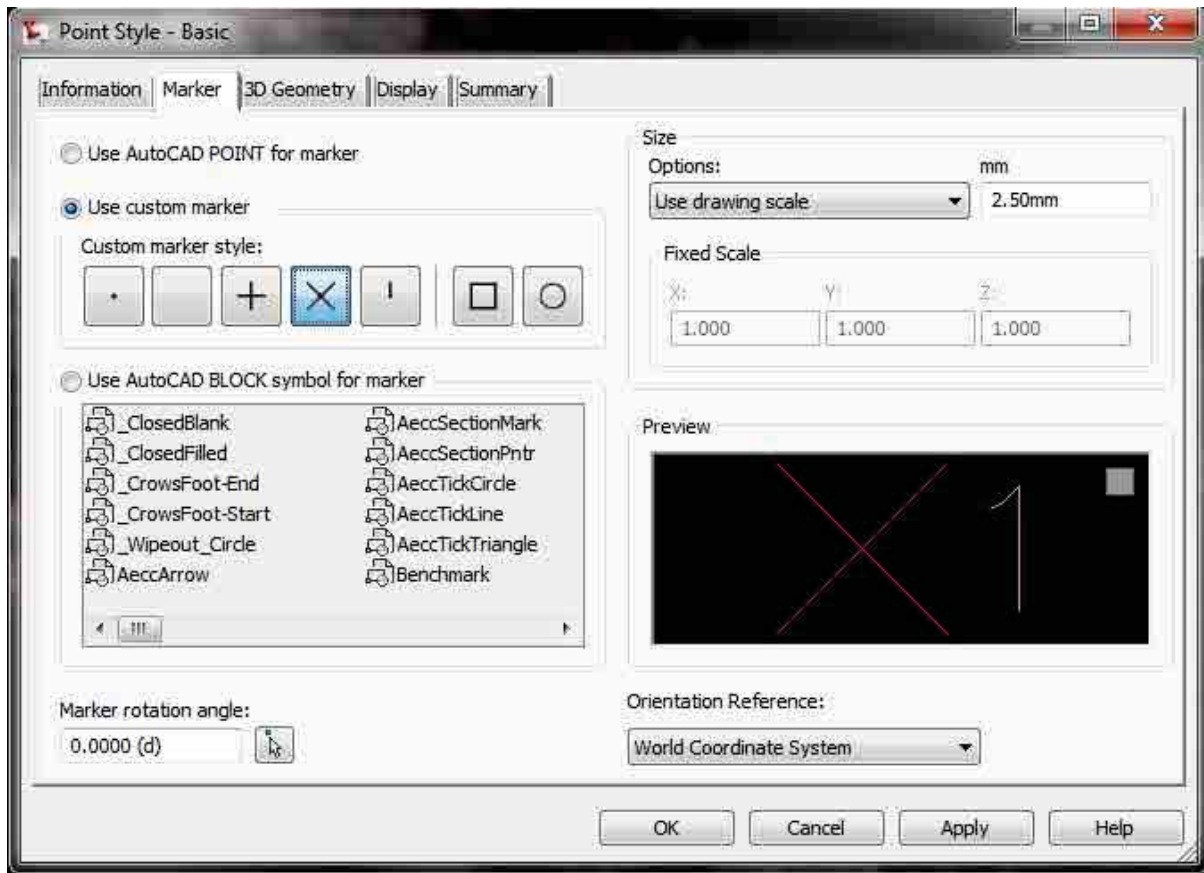 Point Style - Basic
Information
Marker
3D Geometry
Display
Summary
Use AutoCAD POINT for marker
Use custom marker
Custom marker style:
Use AutoCAD BLOCK symbol for marker
_ClosedBlank
_ClosedFilled
_CrowsFoot-End
_CrowsFoot-Start
_Wipeout_Circle
AeccArrow
AeccSectionMark
AeccSectionPntr
AeccTickCircle
AeccTickLine
AeccTickTriangle
Benchmark
Marker rotation angle:
0.0000 (d)
Size
Options:
mm
Use drawing scale
2.50mm
Fixed Scale
X:
Y:
Z:
1.000
1.000
1.000
Preview
1
Orientation Reference:
World Coordinate System
OK
Cancel
Apply
Help